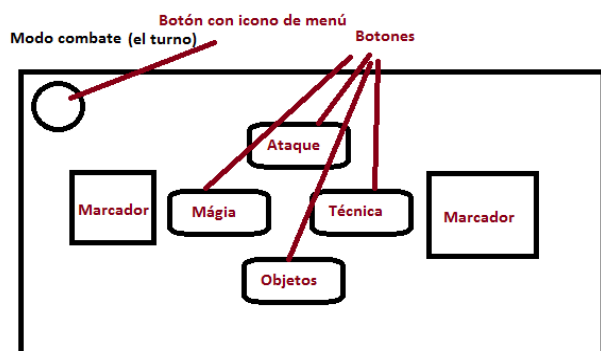 Botón con icono de menú
Modo combate (el turno)
Botones
Ataque
Marcador
Mágia
Técnica
Marcador
Objetos